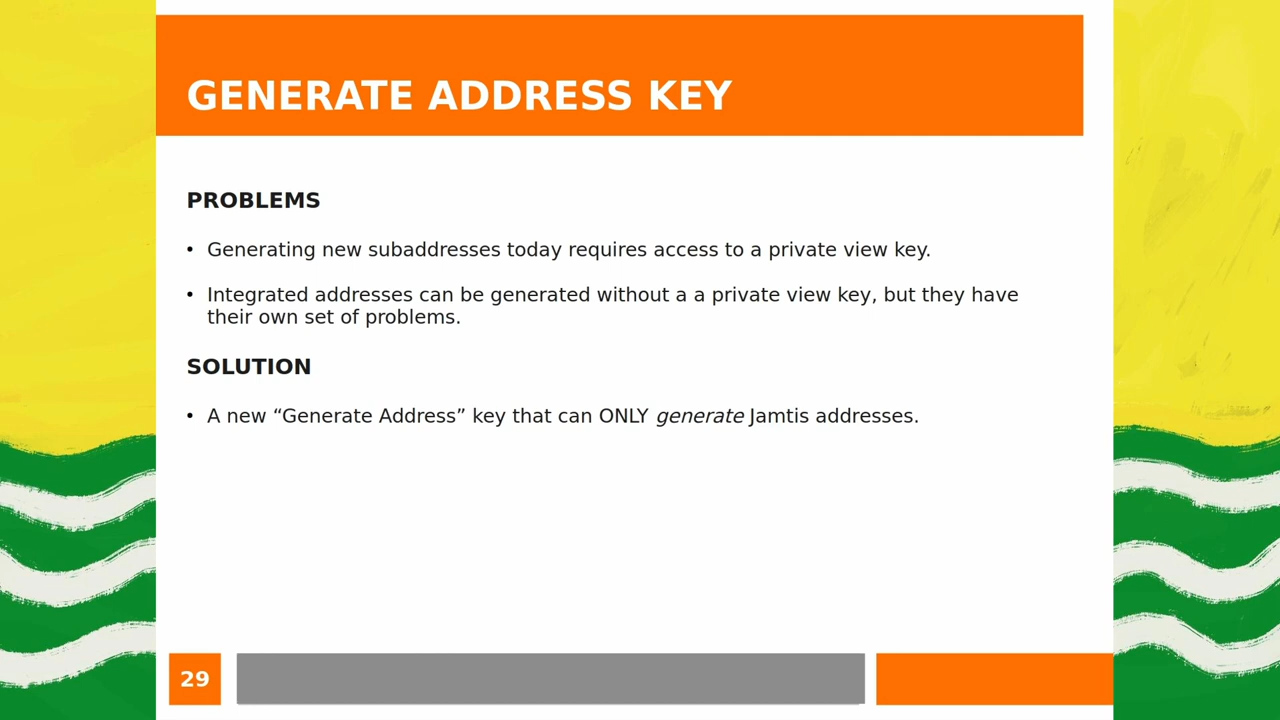 GENERATE ADDRESS KEY
PROBLEMS
• Generating new subaddresses today requires access to a private view key.
• Integrated addresses can be generated without a a private view key, but they have
their own set of problems.
SOLUTION
• A new “Generate Address” key that can ONLY generate Jamtis addresses.
29